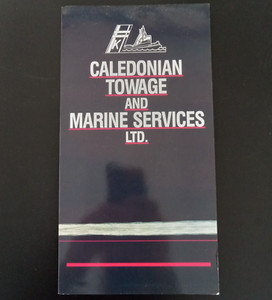 CALEDONIAN
TOWAGE
AND
MARINE SERVICES
LTD.